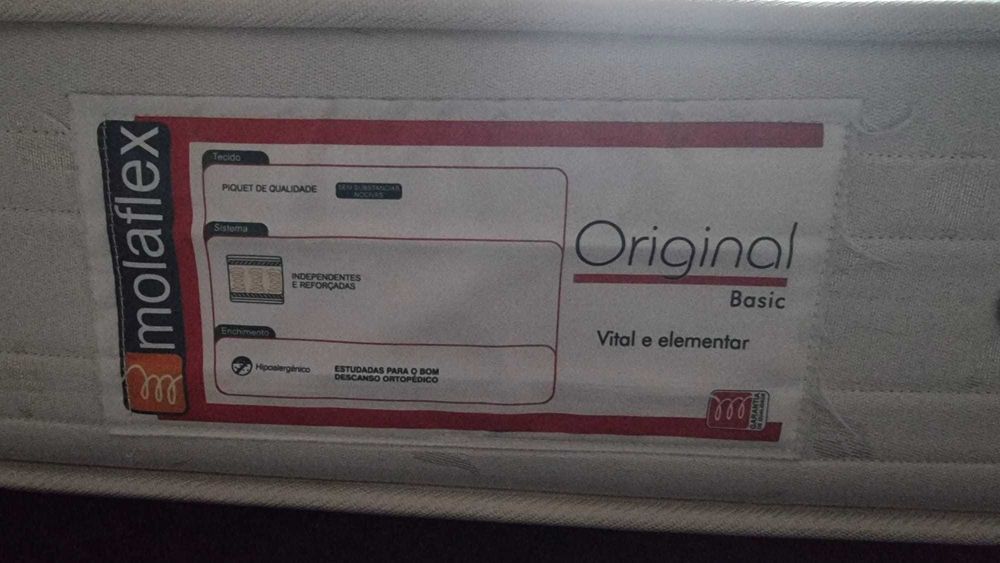 molaflex
Tecido
PIQUET DE QUALIDADE
SEM SUBSTÂNCIAS
NOCIVAS
Sistema
INDEPENDENTES
E REFORÇADAS
Enchimento
Hipoalergénico
ESTUDADAS PARA O BOM
DESCANSO ORTOPÉDICO
Original
Basic
Vital e elementar
GARANTIA